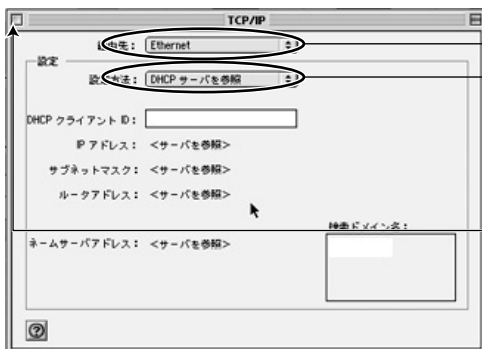 TCP/IP
経由先： Ethernet
設定
設定方法： DHCP サーバを参照
DHCP クライアント ID：
IP アドレス： <サーバを参照>
サブネットマスク： <サーバを参照>
ルータアドレス： <サーバを参照>
検索ドメイン名：
ネームサーバアドレス： <サーバを参照>
?